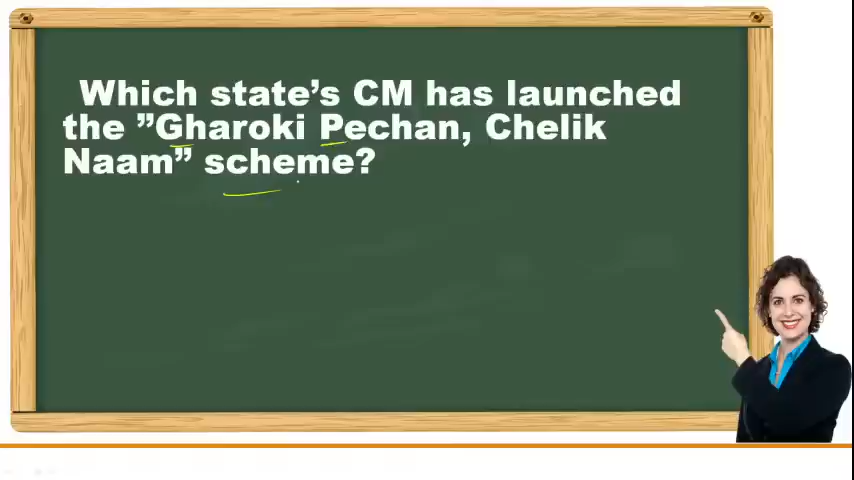 Which state’s CM has launched
the ”Gharoki Pechan, Chelik
Naam” scheme?